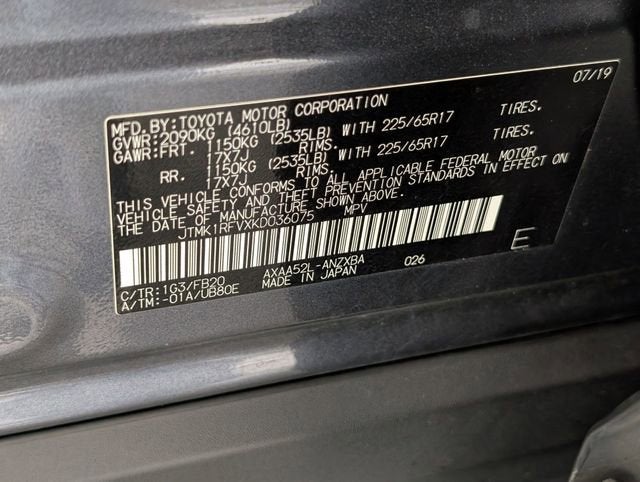 07/19
MFD.BY:TOYOTA MOTOR CORPORATION
GVWR:2090KG (4610LB)
GAWR:FRT. 1150KG (2535LB) WITH 225/65R17 TIRES.
17X7J RIMS.
RR. 1150KG (2535LB) WITH 225/65R17 TIRES.
17X7J RIMS.
THIS VEHICLE CONFORMS TO ALL APPLICABLE FEDERAL MOTOR
VEHICLE SAFETY AND THEFT PREVENTION STANDARDS IN EFFECT ON
THE DATE OF MANUFACTURE SHOWN ABOVE.
JTMK1RFVXKD036075 MPV
E
C/TR:1G3/FB20 AXAA52L-ANZXBA 026
A/TM:-01A/UB80E MADE IN JAPAN